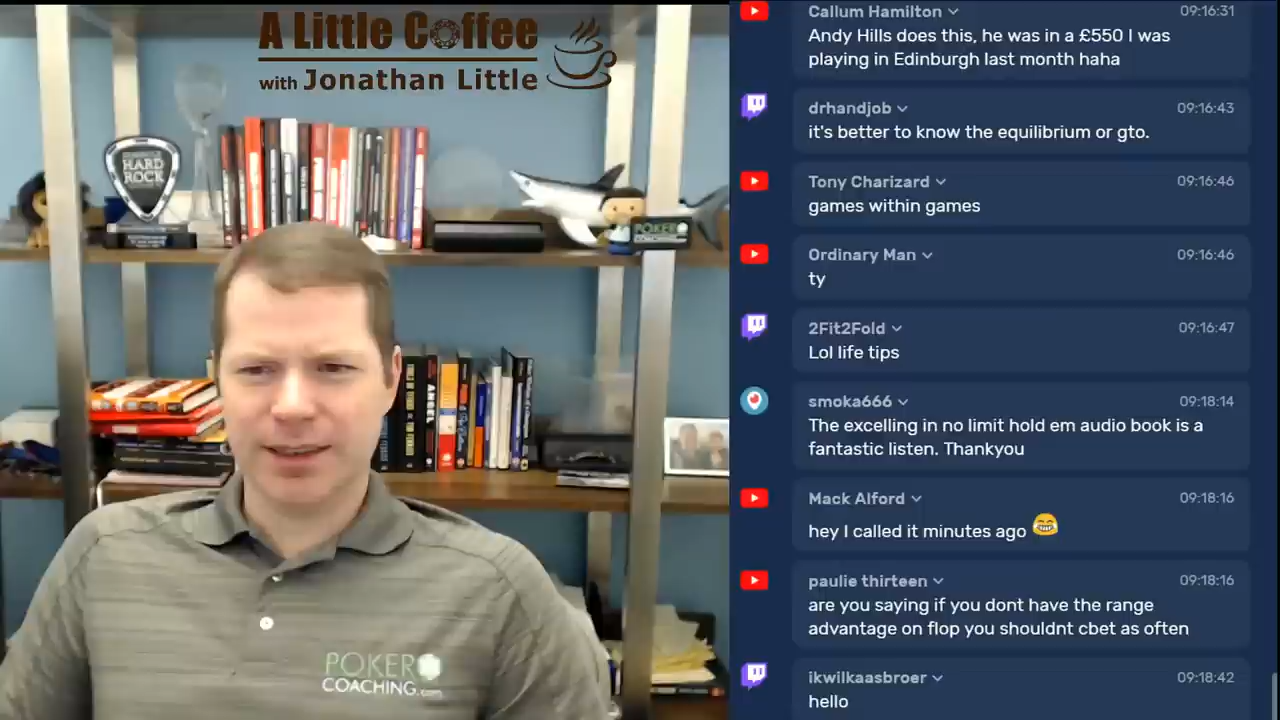 A Little Coffee
with Jonathan Little
HARD
ROCK
POKER
COACHING
ANGEL
POKER
COACHING.com
Callum Hamilton
09:16:31
Andy Hills does this, he was in a £550 I was
playing in Edinburgh last month haha
drhandjob
09:16:43
it's better to know the equilibrium or gto.
Tony Charizard
09:16:46
games within games
Ordinary Man
09:16:46
ty
2Fit2Fold
09:16:47
Lol life tips
smoka666
09:18:14
The excelling in no limit hold em audio book is a
fantastic listen. Thankyou
Mack Alford
09:18:16
hey I called it minutes ago 😂
paulie thirteen
09:18:16
are you saying if you dont have the range
advantage on flop you shouldnt cbet as often
ikwilkaasbroer
09:18:42
hello